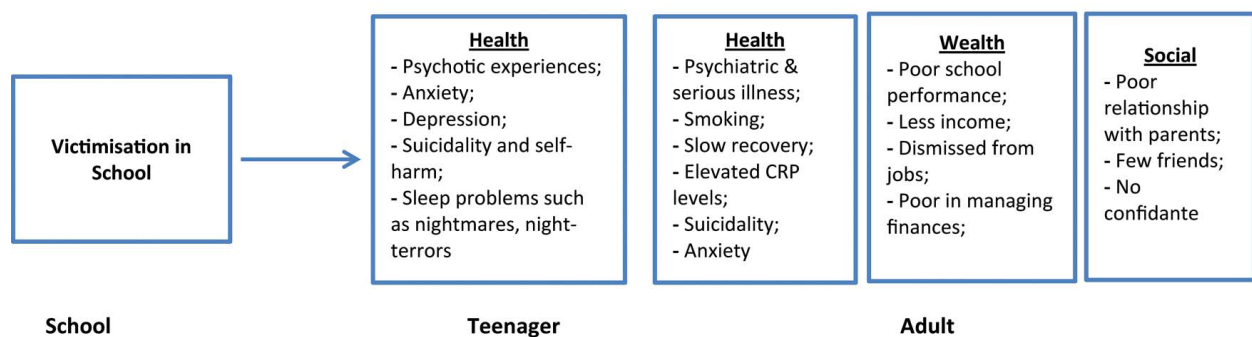 Victimisation in
School
Health
- Psychotic experiences;
- Anxiety;
- Depression;
- Suicidality and self-
harm;
- Sleep problems such
as nightmares, night-
terrors
Health
- Psychiatric &
serious illness;
- Smoking;
- Slow recovery;
- Elevated CRP
levels;
- Suicidality;
- Anxiety
Wealth
- Poor school
performance;
- Less income;
- Dismissed from
jobs;
- Poor in managing
finances;
Social
- Poor
relationship
with parents;
- Few friends;
- No
confidante
School
Teenager
Adult